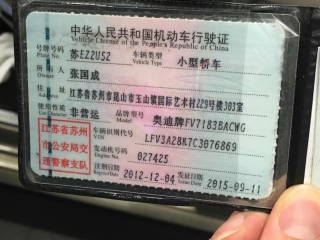 中华人民共和国机动车行驶证
Vehicle License of the People's Republic of China
号牌号码 苏EZ2U52 车辆类型 小型轿车
Plate No. Vehicle Type
所有人 张国成
Owner
住址 江苏省苏州市昆山市玉山镇国际艺术村229号楼303室
Address
使用性质 非营运 品牌型号 奥迪牌FV7183BACWG
Use Character Model
江苏省苏州市公安局交通警察支队
车辆识别代号 LFV3A28K7C3076869
VIN
发动机号码 027425
Engine No.
注册日期 2012-12-04 发证日期 2015-09-11
Register Date Issue Date